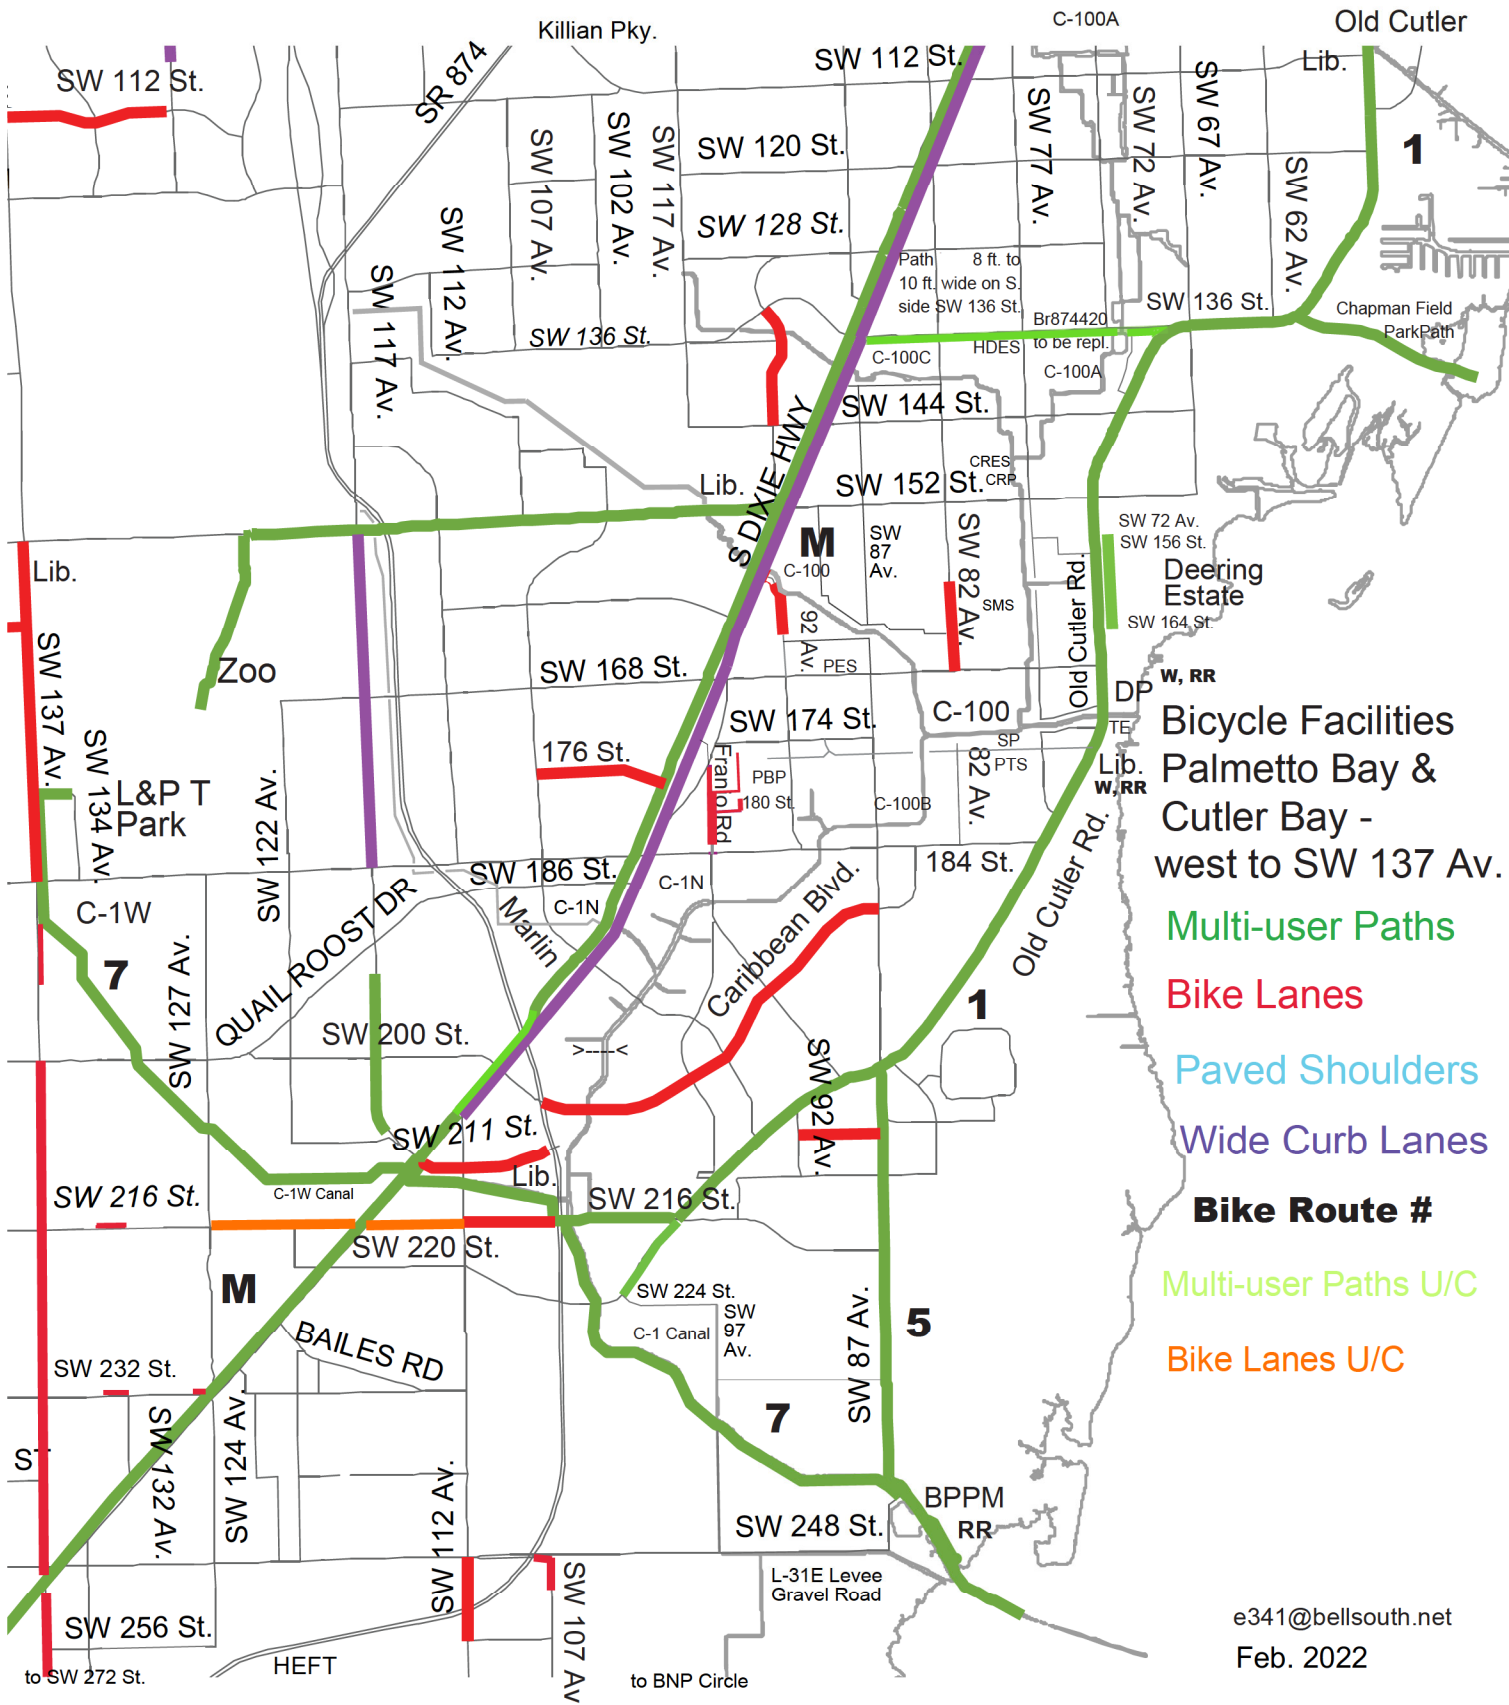 C-100A
Killian Pky.
Old Cutler
SW 112 St.
SR 874
SW 112 St.
Lib.
SW 107 Av.
SW 102 Av.
SW 117 Av.
SW 120 St.
SW 77 Av.
SW 72 Av.
SW 67 Av.
SW 62 Av.
1
SW 128 St.
SW 112 Av.
SW 117 Av.
SW 136 St.
Path 8 ft. to
10 ft. wide on S.
side SW 136 St.
Br874420
to be repl.
HDES
C-100C
C-100A
SW 136 St.
Chapman Field
ParkPath
SW 144 St.
S DIXIE HWY
Lib.
SW 152 St.
CRES
CRP
M
C-100
SW
87
Av.
SW 82 Av.
SMS
SW 72 Av.
SW 156 St.
Deering
Estate
SW 164 St.
Old Cutler Rd.
Lib.
SW 137 Av.
Zoo
92 Av.
PES
SW 168 St.
W, RR
DP
TE
C-100
SW 174 St.
SP
PTS
82 Av.
Lib.
W, RR
Bicycle Facilities
Palmetto Bay &
Cutler Bay -
west to SW 137 Av.
SW 134 Av.
L&P T
Park
SW 122 Av.
176 St.
Franjo Rd
PBP
180 St.
C-100B
SW 186 St.
184 St.
Old Cutler Rd.
C-1W
QUAIL ROOST DR
Marlin
C-1N
C-1N
Caribbean Blvd.
Multi-user Paths
7
SW 127 Av.
SW 200 St.
>----<
1
Bike Lanes
SW 92 Av.
Paved Shoulders
SW 211 St.
Wide Curb Lanes
Lib.
SW 216 St.
C-1W Canal
SW 216 St.
Bike Route #
SW 220 St.
M
SW 224 St.
SW
97
Av.
C-1 Canal
SW 87 Av.
5
Multi-user Paths U/C
BAILES RD
SW 232 St.
Bike Lanes U/C
7
ST
SW 132 Av.
SW 124 Av.
SW 112 Av.
BPPM
RR
SW 248 St.
L-31E Levee
Gravel Road
SW 107 Av
SW 256 St.
e341@bellsouth.net
Feb. 2022
HEFT
to SW 272 St.
to BNP Circle